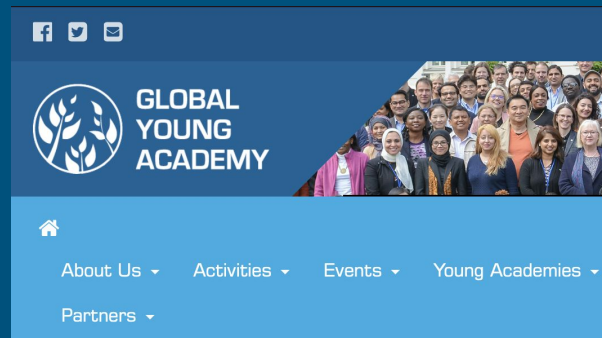 GLOBAL
YOUNG
ACADEMY
About Us
Activities
Events
Young Academies
Partners